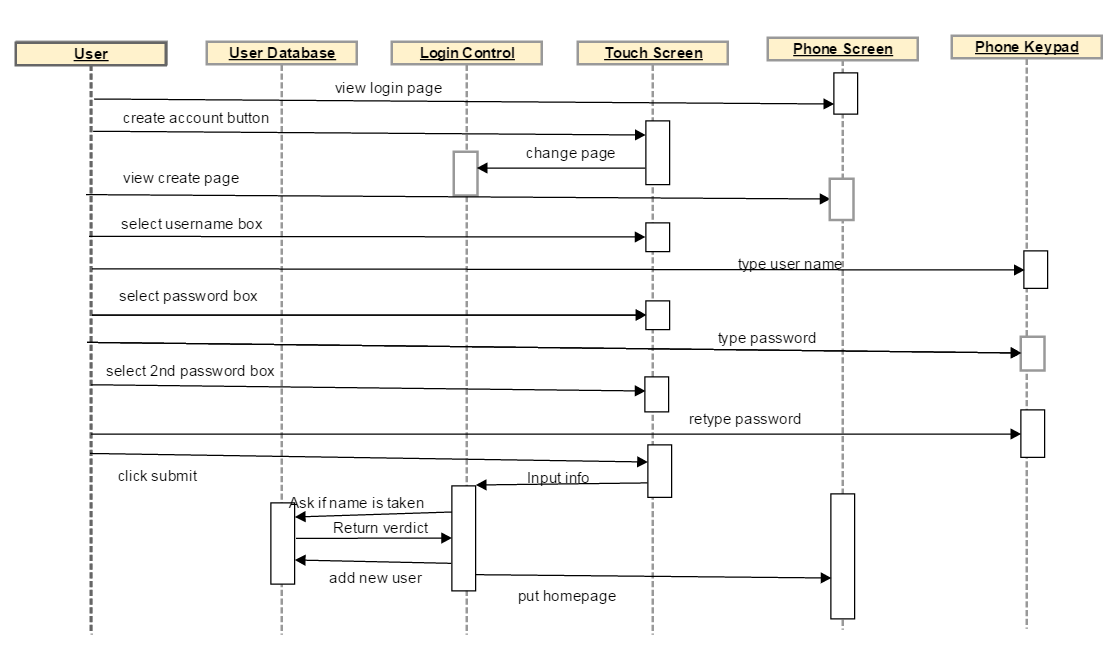 User
User Database
Login Control
Touch Screen
Phone Screen
Phone Keypad
view login page
create account button
change page
view create page
select username box
type user name
select password box
type password
select 2nd password box
retype password
click submit
Input info
Ask if name is taken
Return verdict
add new user
put homepage